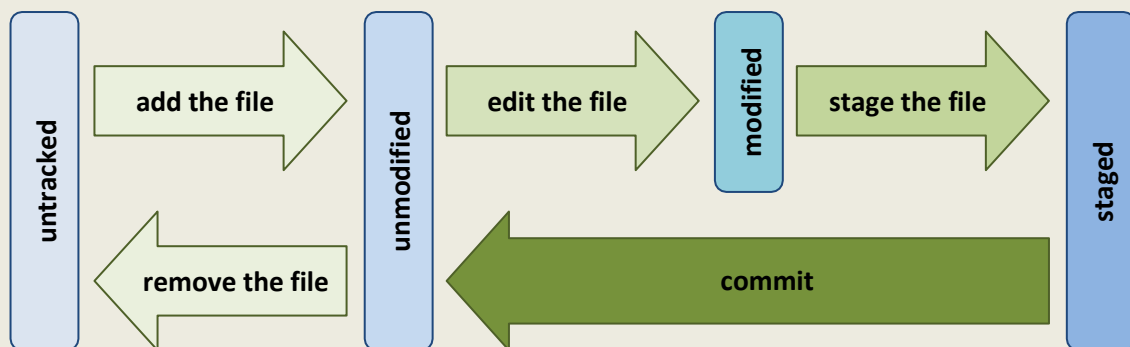 untracked
add the file
unmodified
edit the file
modified
stage the file
staged
remove the file
commit